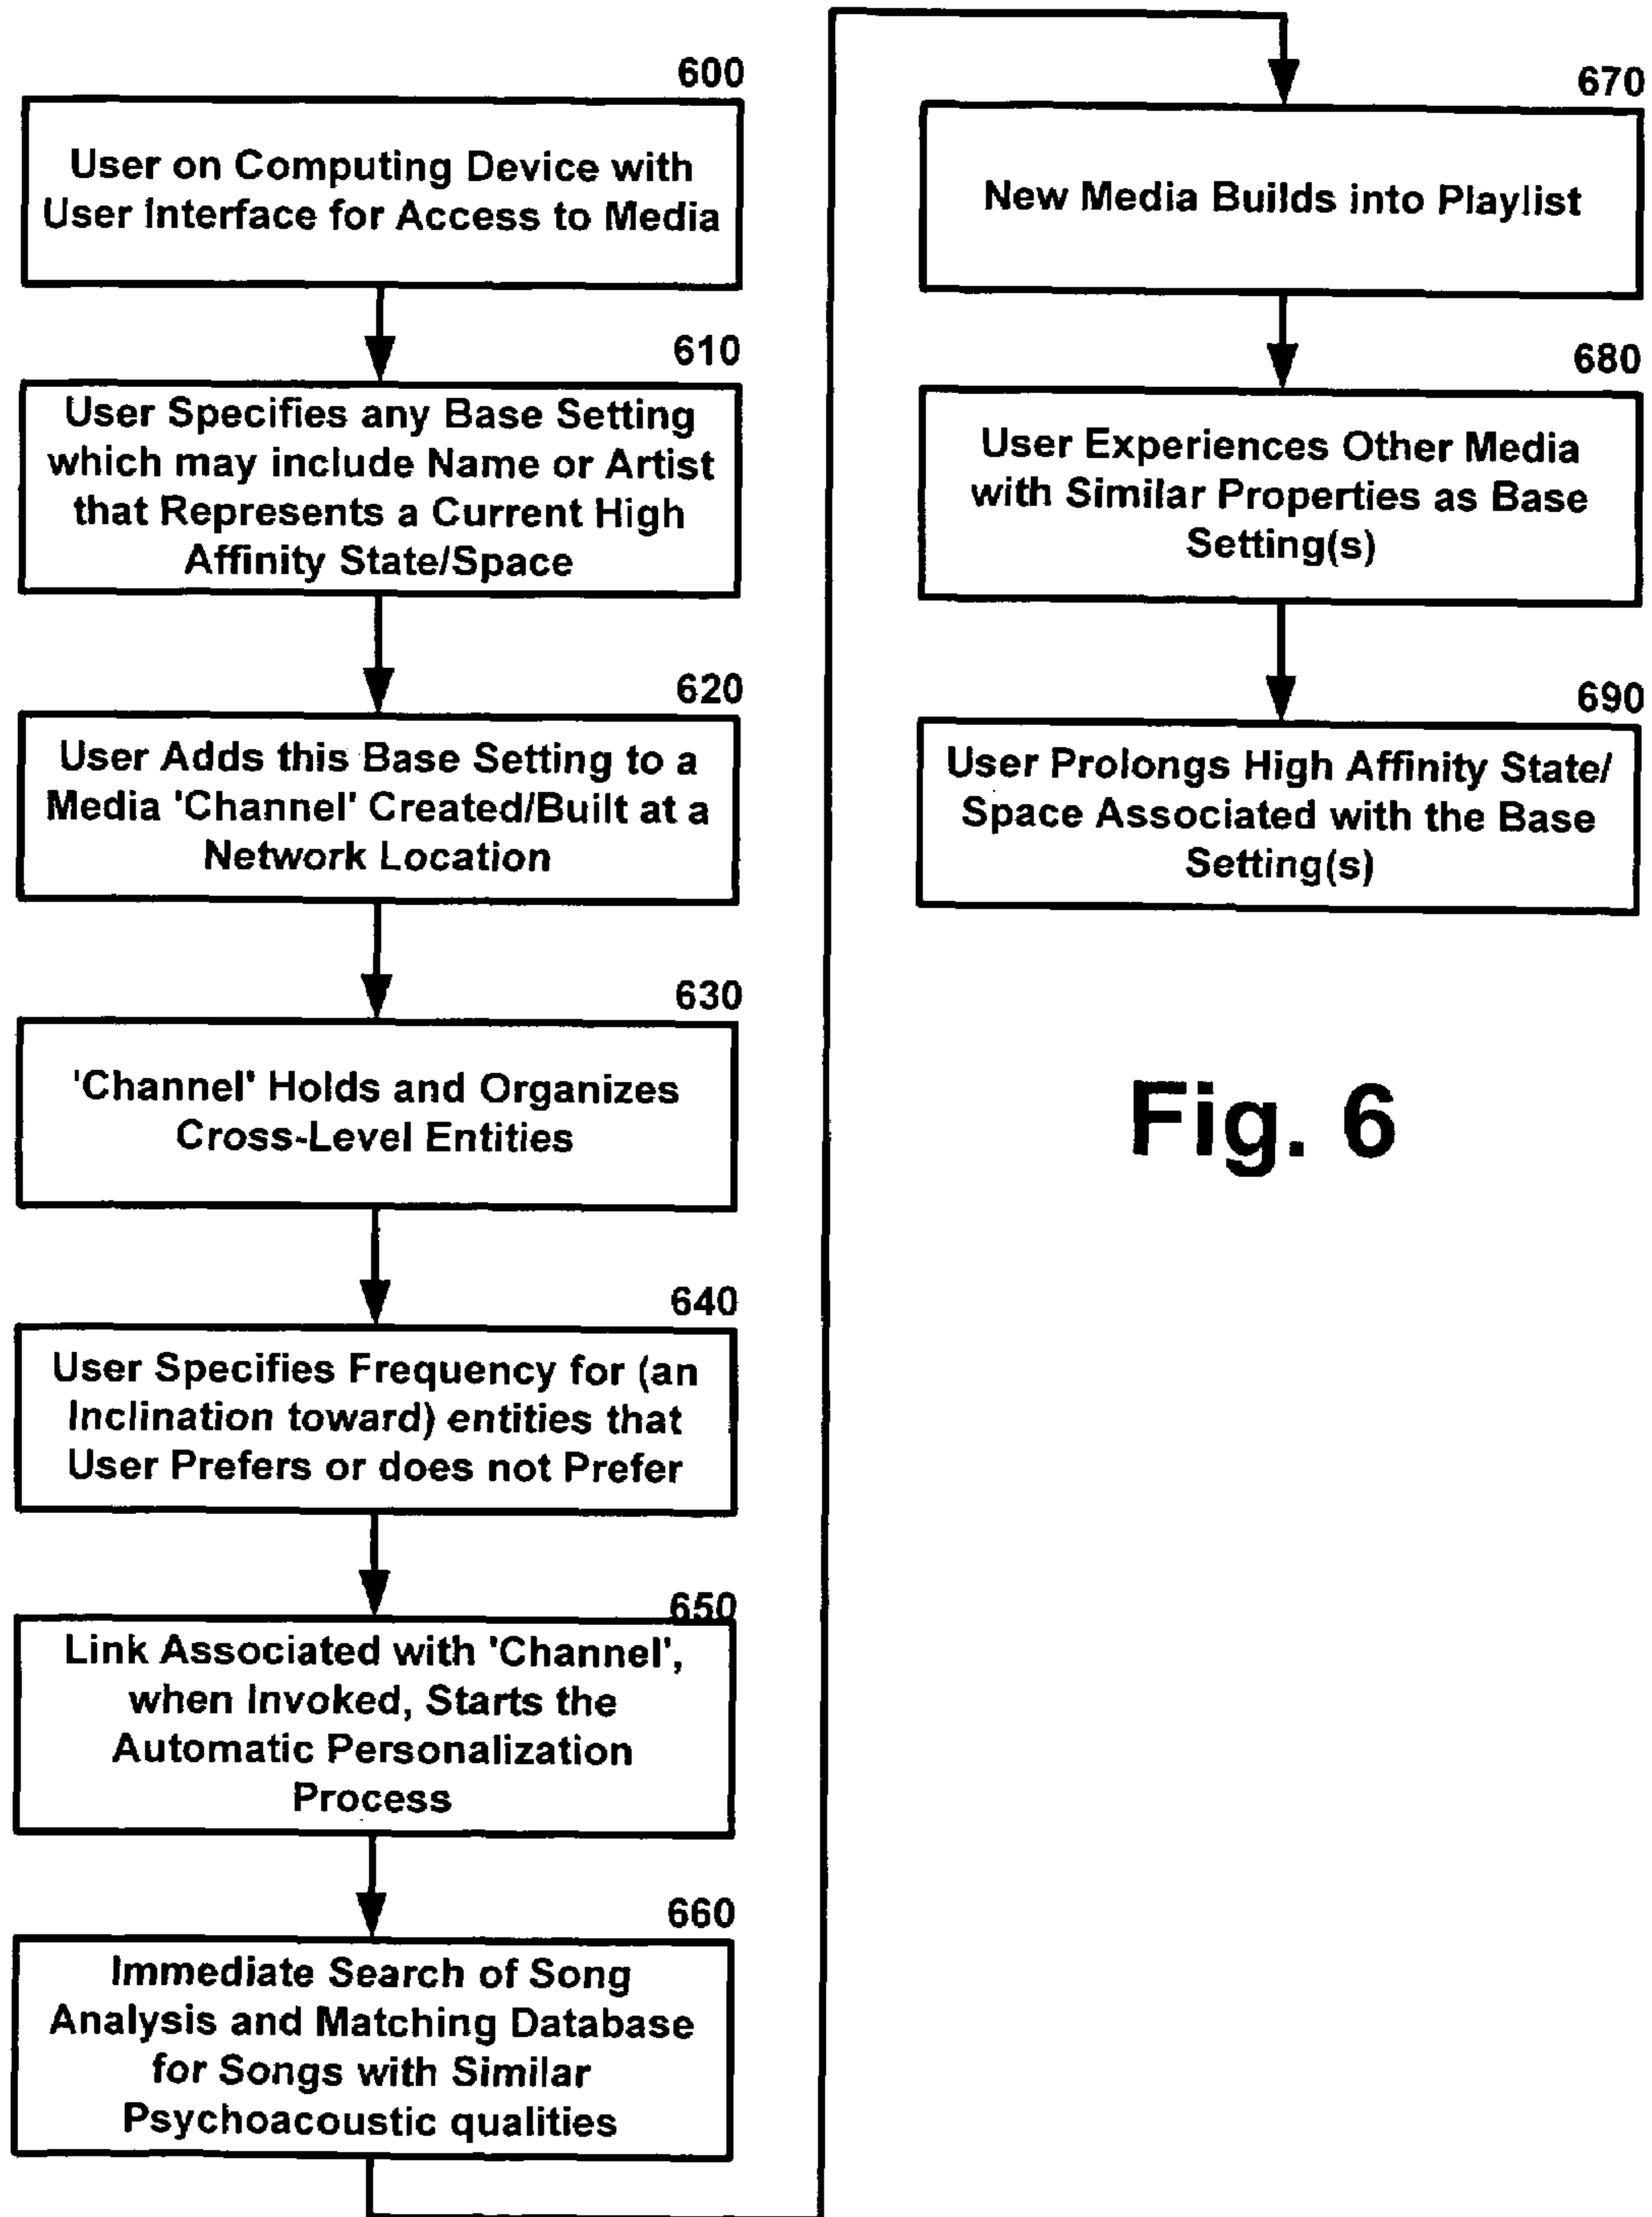 600
User on Computing Device with
User Interface for Access to Media
610
User Specifies any Base Setting
which may include Name or Artist
that Represents a Current High
Affinity State/Space
620
User Adds this Base Setting to a
Media 'Channel' Created/Built at a
Network Location
630
'Channel' Holds and Organizes
Cross-Level Entities
640
User Specifies Frequency for (an
Inclination toward) entities that
User Prefers or does not Prefer
650
Link Associated with 'Channel',
when Invoked, Starts the
Automatic Personalization
Process
660
Immediate Search of Song
Analysis and Matching Database
for Songs with Similar
Psychoacoustic qualities
670
New Media Builds into Playlist
680
User Experiences Other Media
with Similar Properties as Base
Setting(s)
690
User Prolongs High Affinity State/
Space Associated with the Base
Setting(s)
Fig. 6